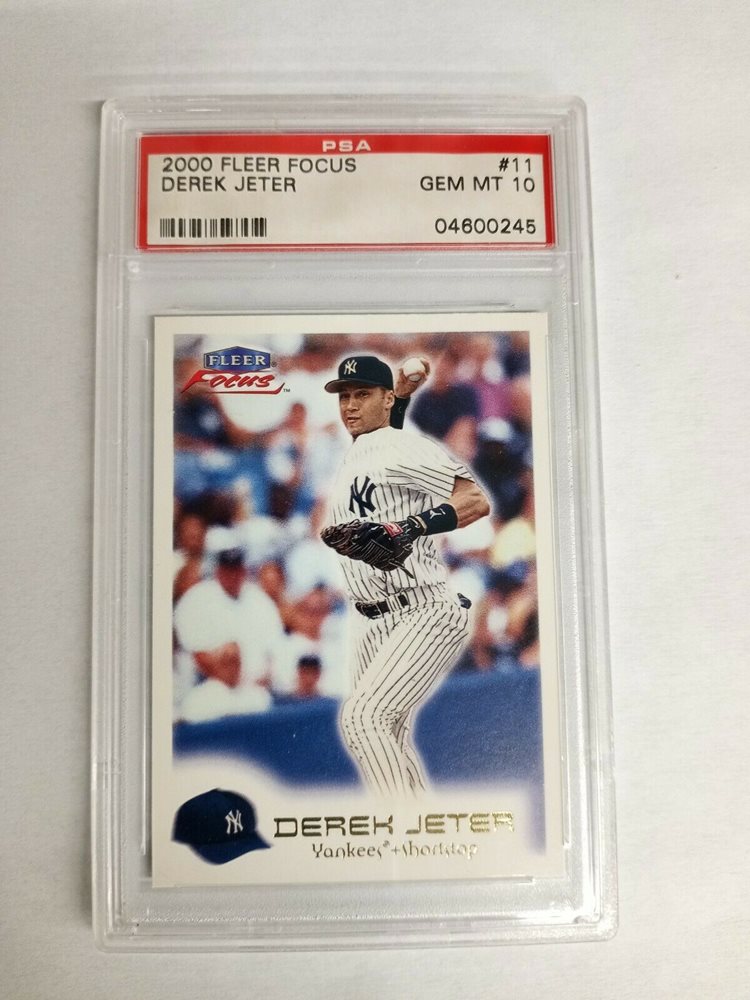 PSA
2000 FLEER FOCUS #11
DEREK JETER GEM MT 10
04600245
FLEER®
Focus™
NY
NY
NY
DEREK JETER
Yankees® • shortstop